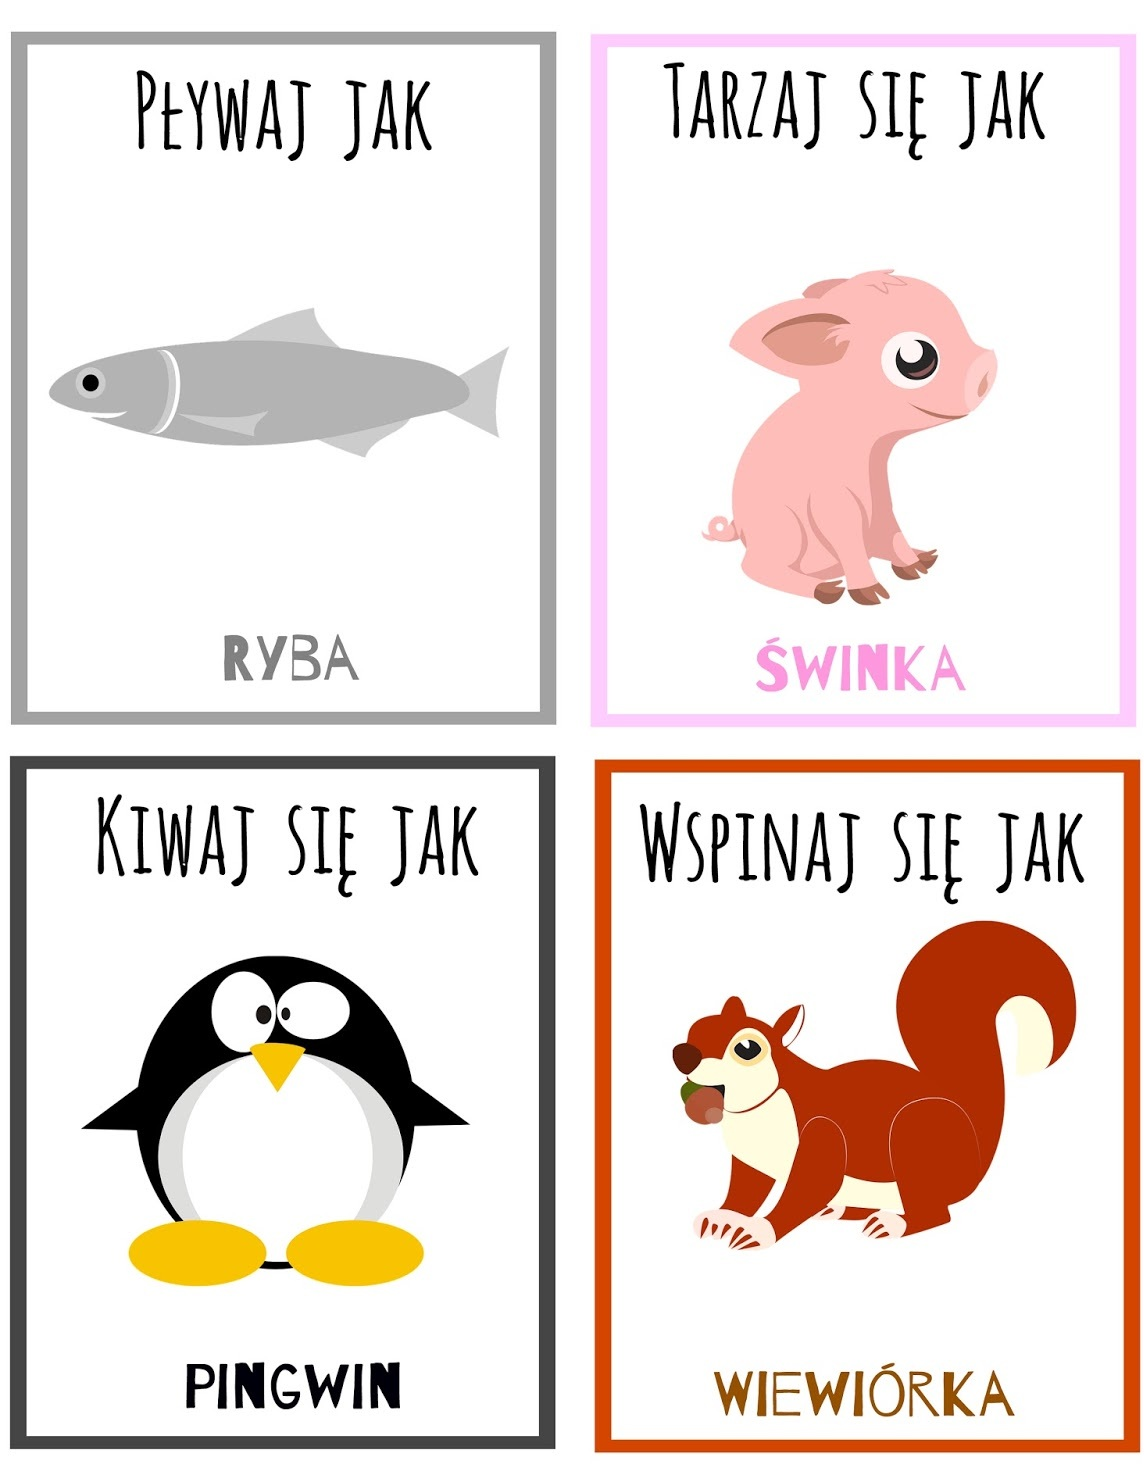 Pływaj jak
RYBA
Tarzaj się jak
ŚWINKA
Kiwaj się jak
PINGWIN
Wspinaj się jak
WIEWIÓRKA